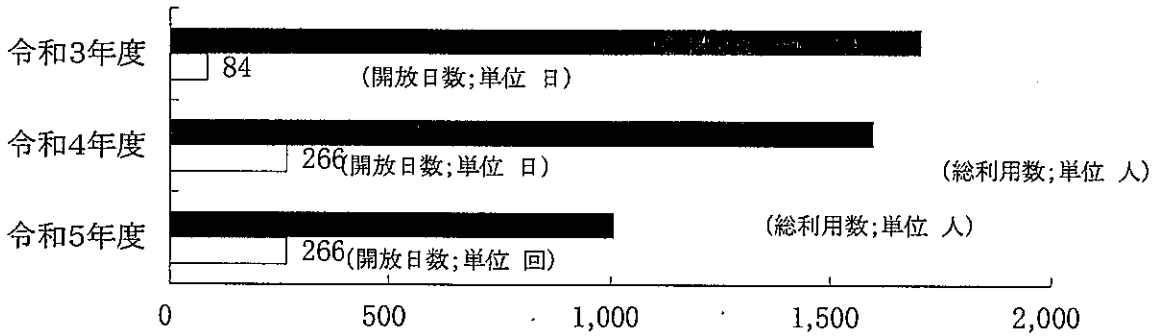 令和3年度
84 (開放日数;単位 日)
令和4年度
266(開放日数;単位 日)
(総利用数;単位 人)
令和5年度
(総利用数;単位 人)
266(開放日数;単位 回)
0 500 1,000 1,500 2,000